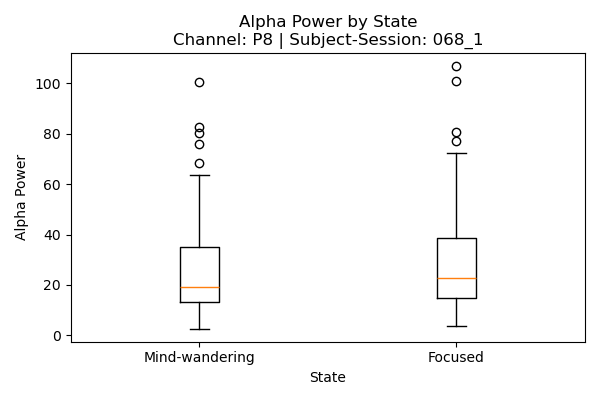 Alpha Power by State
Channel: P8 | Subject-Session: 068_1
Alpha Power
100
80
60
40
20
0
Mind-wandering
Focused
State